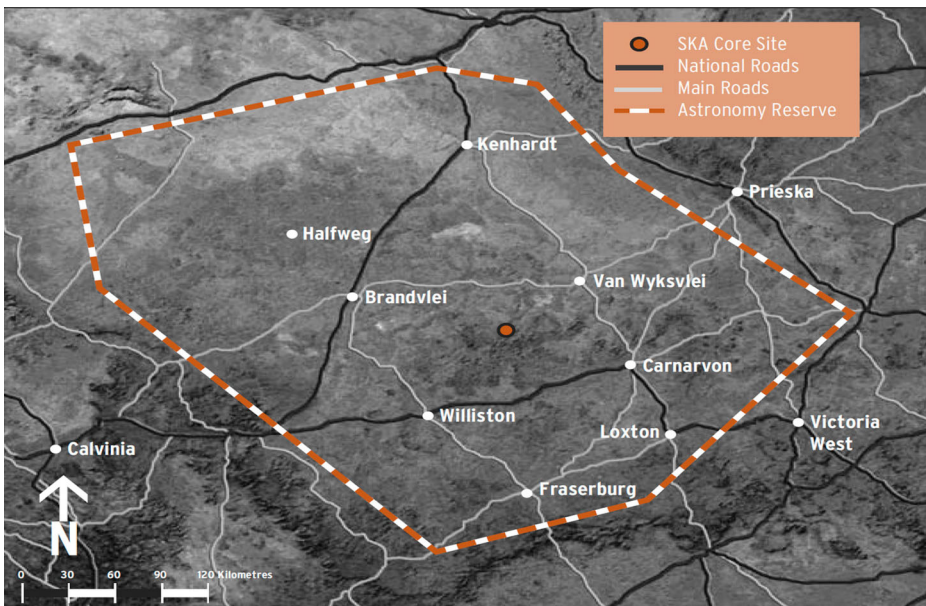 SKA Core Site
National Roads
Main Roads
Astronomy Reserve
Kenhardt
Prieska
Halfweg
Van Wyksvlei
Brandvlei
Carnarvon
Williston
Loxton
Victoria
West
Calvinia
Fraserburg
N
0 30 60 90 120 Kilometres